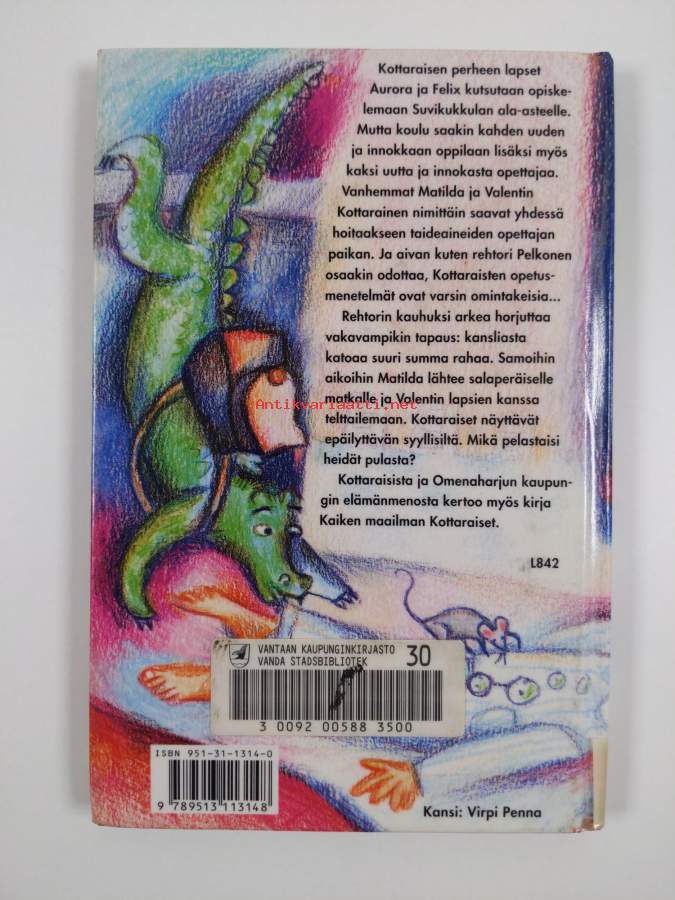 Kottaraisen perheen lapset
Aurora ja Felix kutsutaan opiske-
lemaan Suvikukkulan ala-asteelle.
Mutta koulu saakin kahden uuden
ja innokkaan oppilaan lisäksi myös
kaksi uutta ja innokasta opettajaa.
Vanhemmat Matilda ja Valentin
Kottarainen nimittäin saavat yhdessä
hoitaakseen taideaineiden opettajan
paikan. Ja aivan kuten rehtori Pelkonen
osaakin odottaa, Kottaraisten opetus-
menetelmät ovat varsin omintakeisia...
Rehtorin kauhuksi arkea horjuttaa
vakavampikin tapaus: kansliasta
katoaa suuri summa rahaa. Samoihin
aikoihin Matilda lähtee salaperäiselle
matkalle ja Valentin lapsien kanssa
telttailemaan. Kottaraiset näyttävät
epäilyttävän syyllisiltä. Mikä pelastaisi
heidät pulasta?
Kottaraisista ja Omenaharjun kaupun-
gin elämänmenosta kertoo myös kirja
Kaiken maailman Kottaraiset.
Antikvariaatti.net
L842
VANTAAN KAUPUNGINKIRJASTO 30
VANDA STADSBIBLIOTEK
3 0092 00588 3500
ISBN 951-31-1314-0
9 789513 113148
Kansi: Virpi Penna